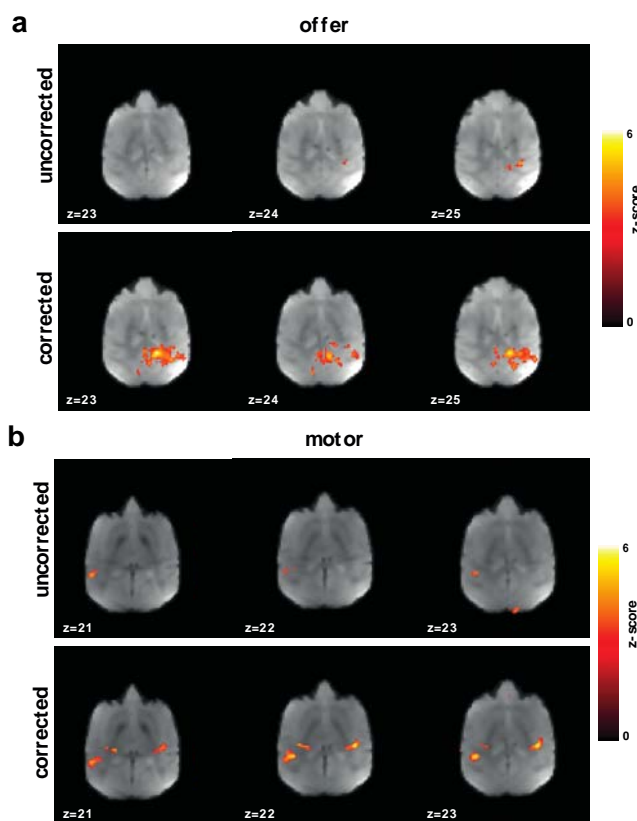 a
offer
uncorrected
z=23
z=24
z=25
corrected
z=23
z=24
z=25
6
z-score
0
b
motor
uncorrected
z=21
z=22
z=23
corrected
z=21
z=22
z=23
6
z-score
0